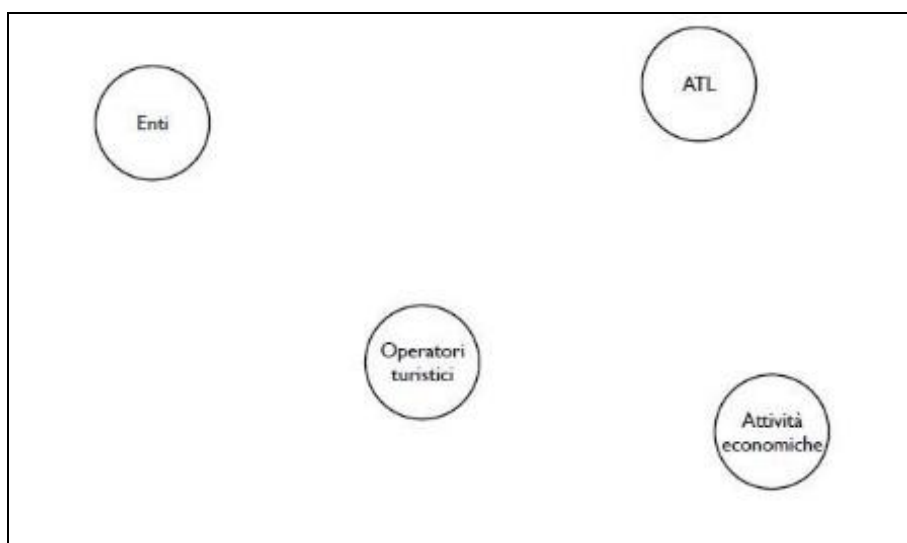 ATL
Enti
Operatori
turistici
Attività
economiche